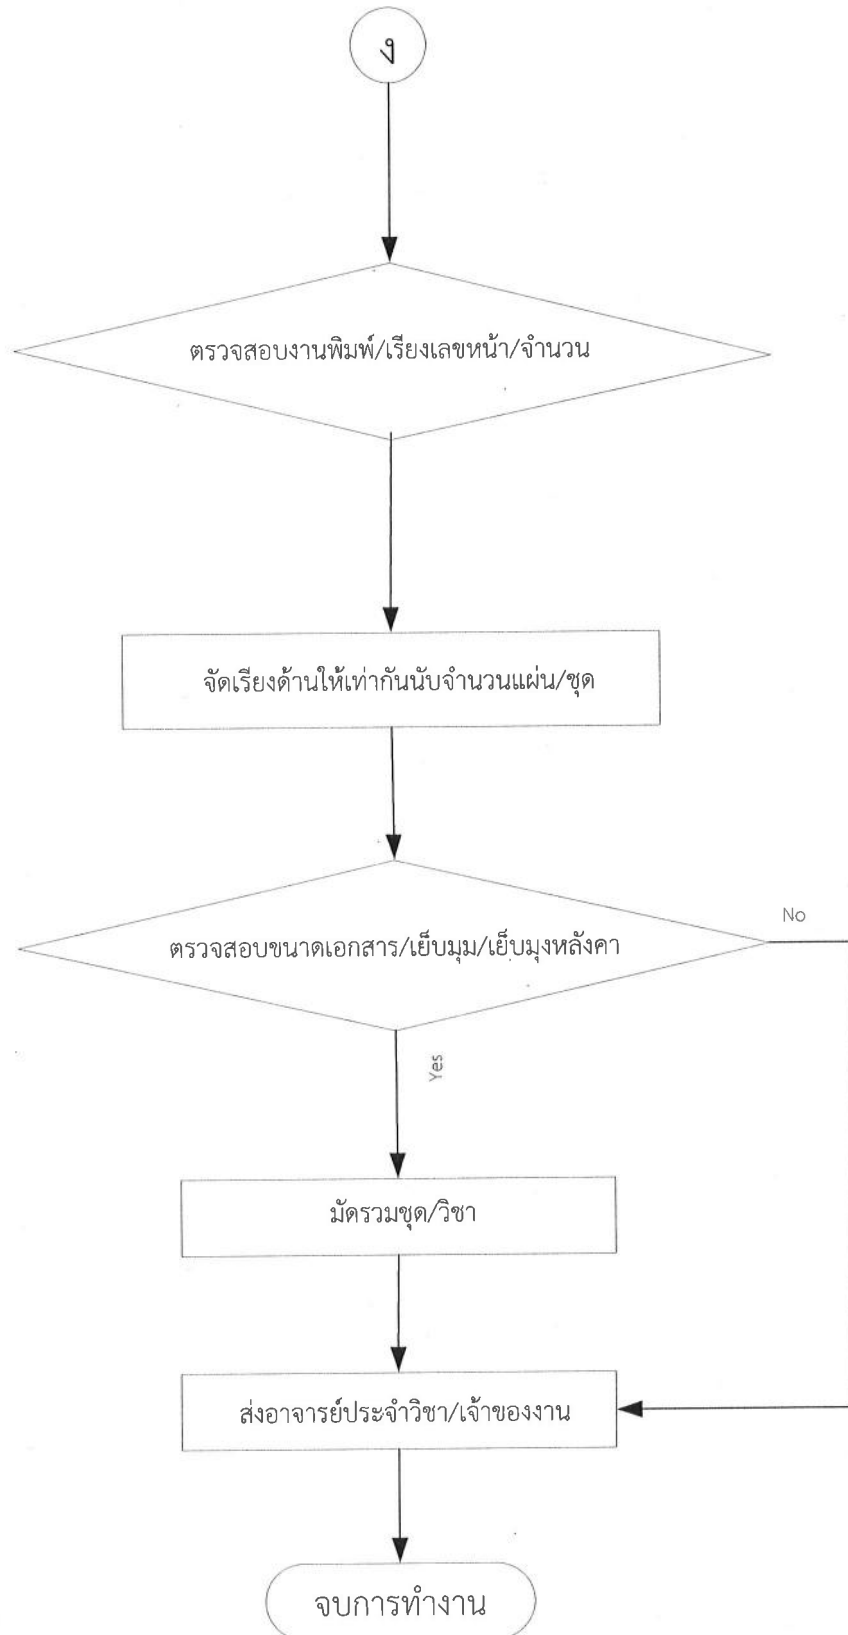 ง
ตรวจสอบงานพิมพ์/เรียงเลขหน้า/จำนวน
จัดเรียงด้านให้เท่ากันนับจำนวนแผ่น/ชุด
No
ตรวจสอบขนาดเอกสาร/เย็บมุม/เย็บมุงหลังคา
Yes
มัดรวมชุด/วิชา
ส่งอาจารย์ประจำวิชา/เจ้าของงาน
จบการทำงาน